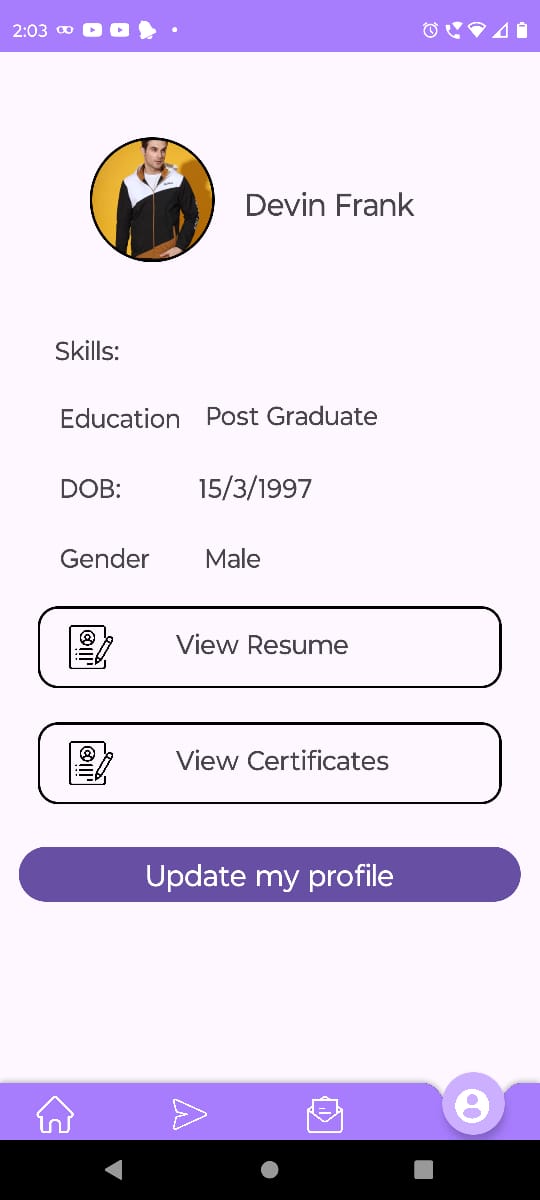 2:03
Devin Frank
Skills:
Education Post Graduate
DOB: 15/3/1997
Gender Male
View Resume
View Certificates
Update my profile